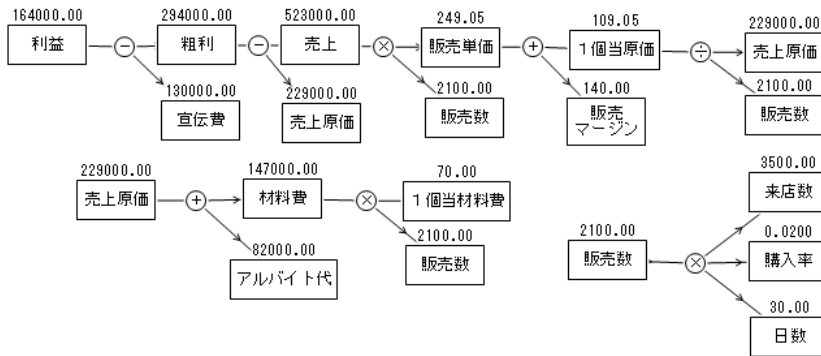 164000.00
利益
294000.00
粗利
523000.00
売上
249.05
販売単価
109.05
１個当原価
229000.00
売上原価
130000.00
宣伝費
229000.00
売上原価
2100.00
販売数
140.00
販売
マージン
2100.00
販売数
229000.00
売上原価
147000.00
材料費
70.00
１個当材料費
82000.00
アルバイト代
2100.00
販売数
3500.00
来店数
2100.00
販売数
0.0200
購入率
30.00
日数